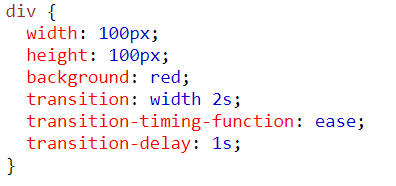 div {
  width: 100px;
  height: 100px;
  background: red;
  transition: width 2s;
  transition-timing-function: ease;
  transition-delay: 1s;
}